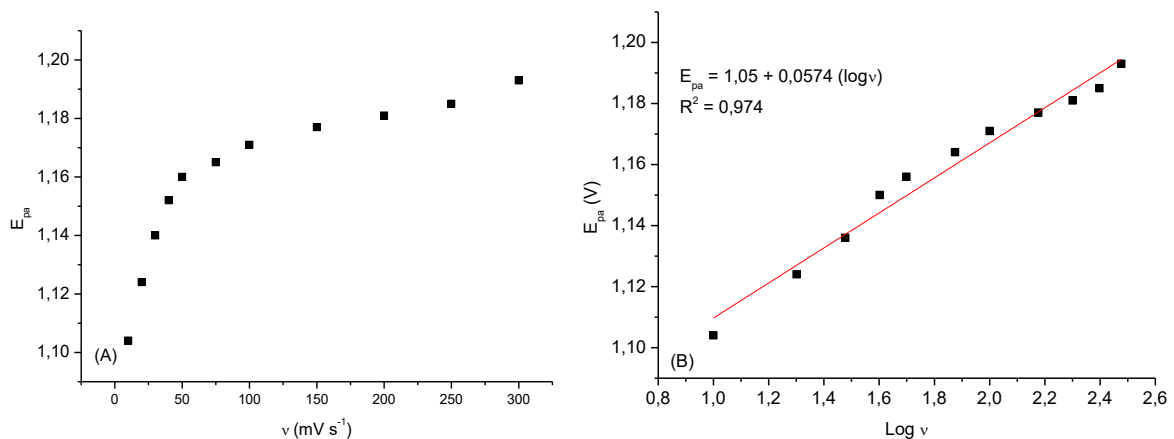 1,20
1,18
1,16
1,14
1,12
1,10
E_pa
(A)
0 50 100 150 200 250 300
ν (mV s⁻¹)
1,20
1,18
1,16
1,14
1,12
1,10
E_pa (V)
E_pa = 1,05 + 0,0574 (logν)
R² = 0,974
(B)
0,8 1,0 1,2 1,4 1,6 1,8 2,0 2,2 2,4 2,6
Log ν